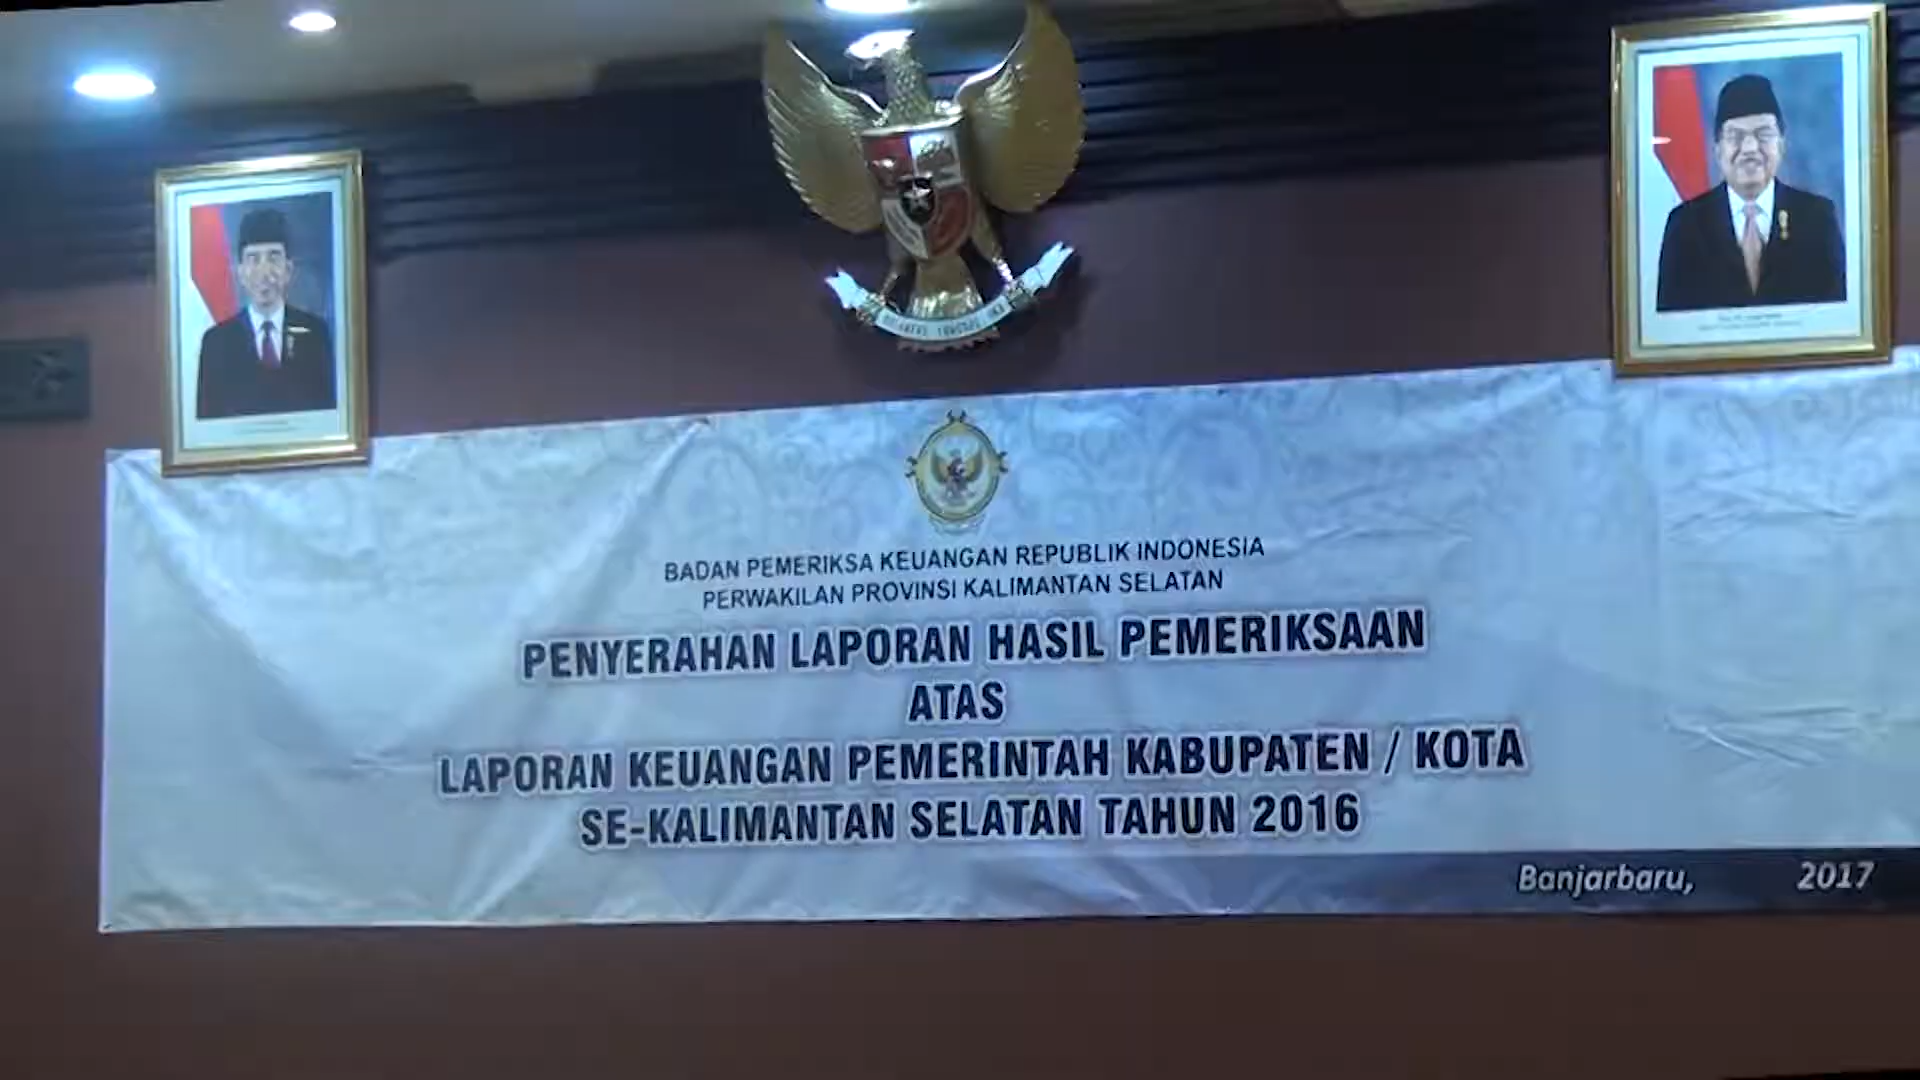 BADAN PEMERIKSA KEUANGAN REPUBLIK INDONESIA
PERWAKILAN PROVINSI KALIMANTAN SELATAN
PENYERAHAN LAPORAN HASIL PEMERIKSAAN
ATAS
LAPORAN KEUANGAN PEMERINTAH KABUPATEN / KOTA
SE-KALIMANTAN SELATAN TAHUN 2016
Banjarbaru, 2017